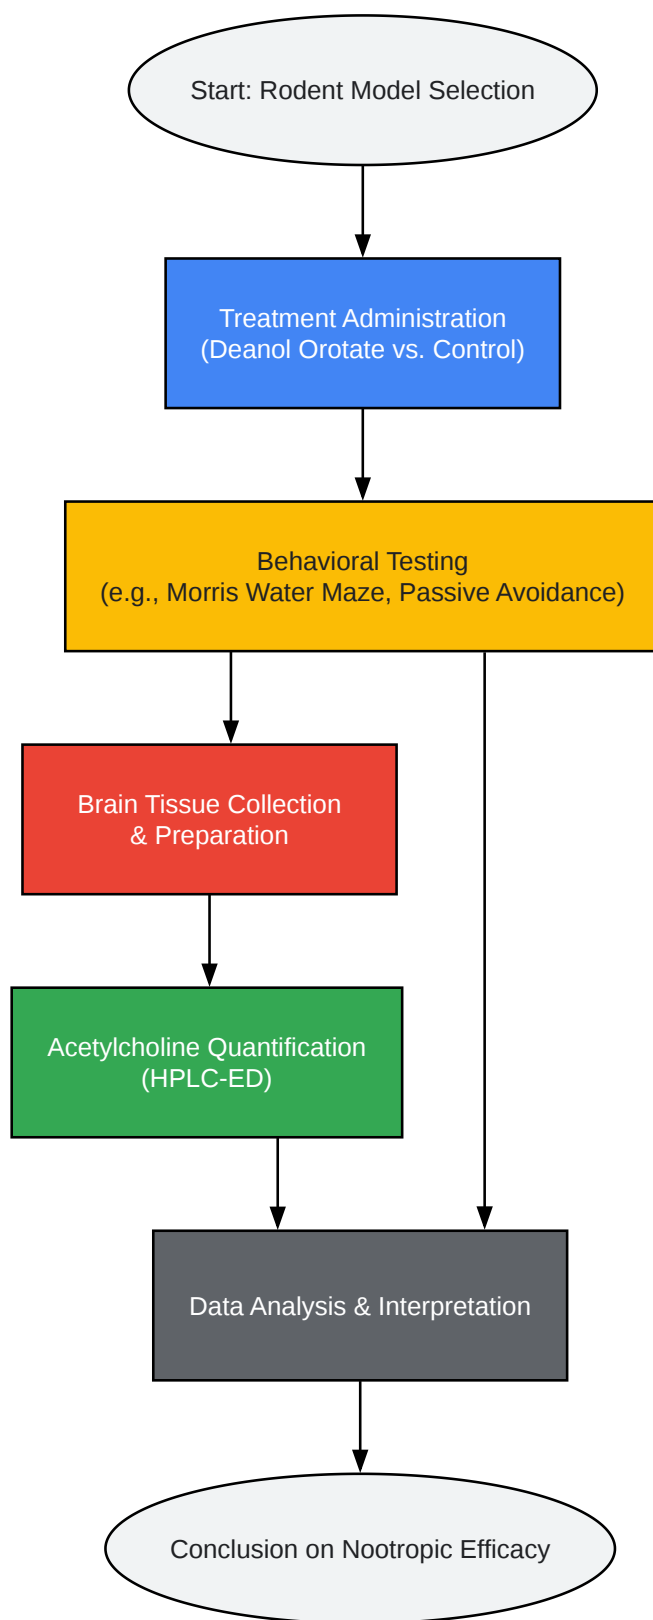 Start: Rodent Model Selection
Treatment Administration
(Deanol Orotate vs. Control)
Behavioral Testing
(e.g., Morris Water Maze, Passive Avoidance)
Brain Tissue Collection
& Preparation
Acetylcholine Quantification
(HPLC-ED)
Data Analysis & Interpretation
Conclusion on Nootropic Efficacy